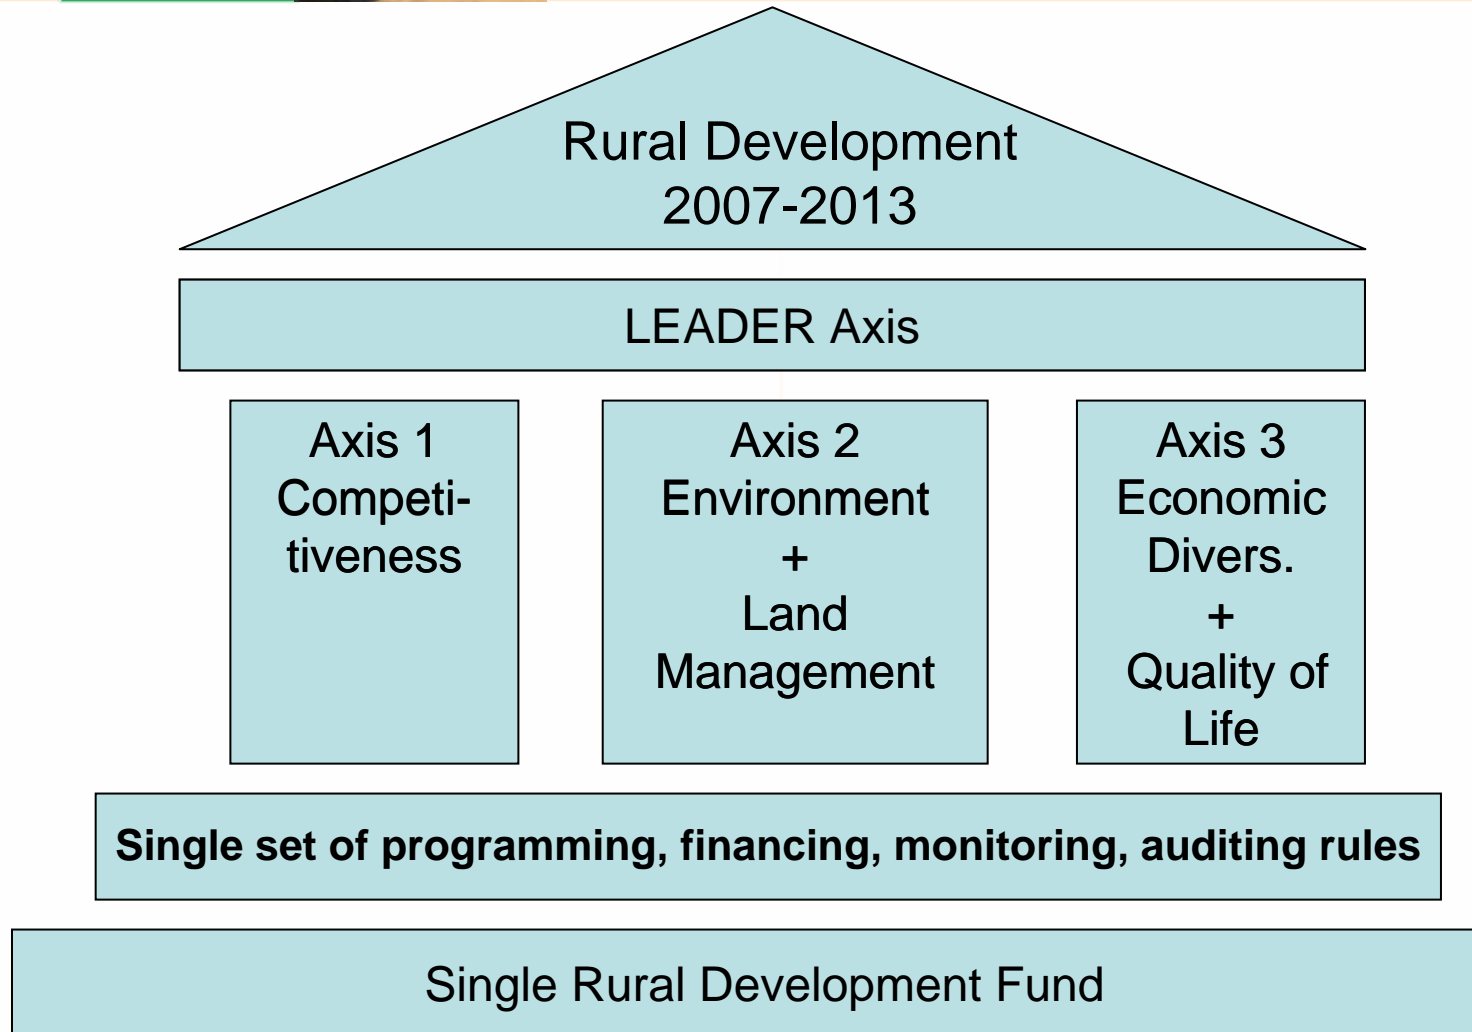 Rural Development
2007-2013
LEADER Axis
Axis 1
Competi-
tiveness
Axis 2
Environment
+
Land
Management
Axis 3
Economic
Divers.
+
Quality of
Life
Single set of programming, financing, monitoring, auditing rules
Single Rural Development Fund